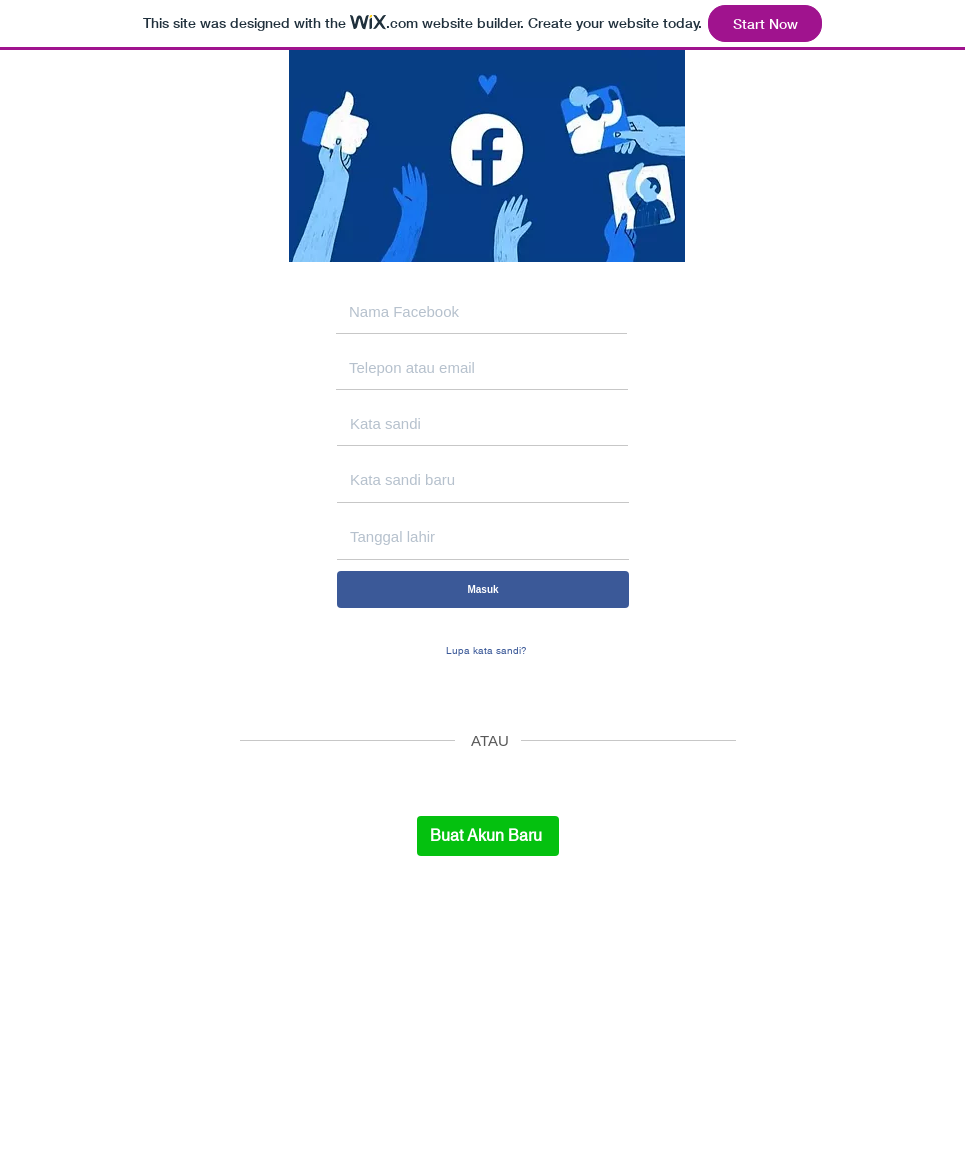 This site was designed with the WiX.com website builder. Create your website today.
Start Now
Nama Facebook
Telepon atau email
Kata sandi
Kata sandi baru
Tanggal lahir
Masuk
Lupa kata sandi?
ATAU
Buat Akun Baru